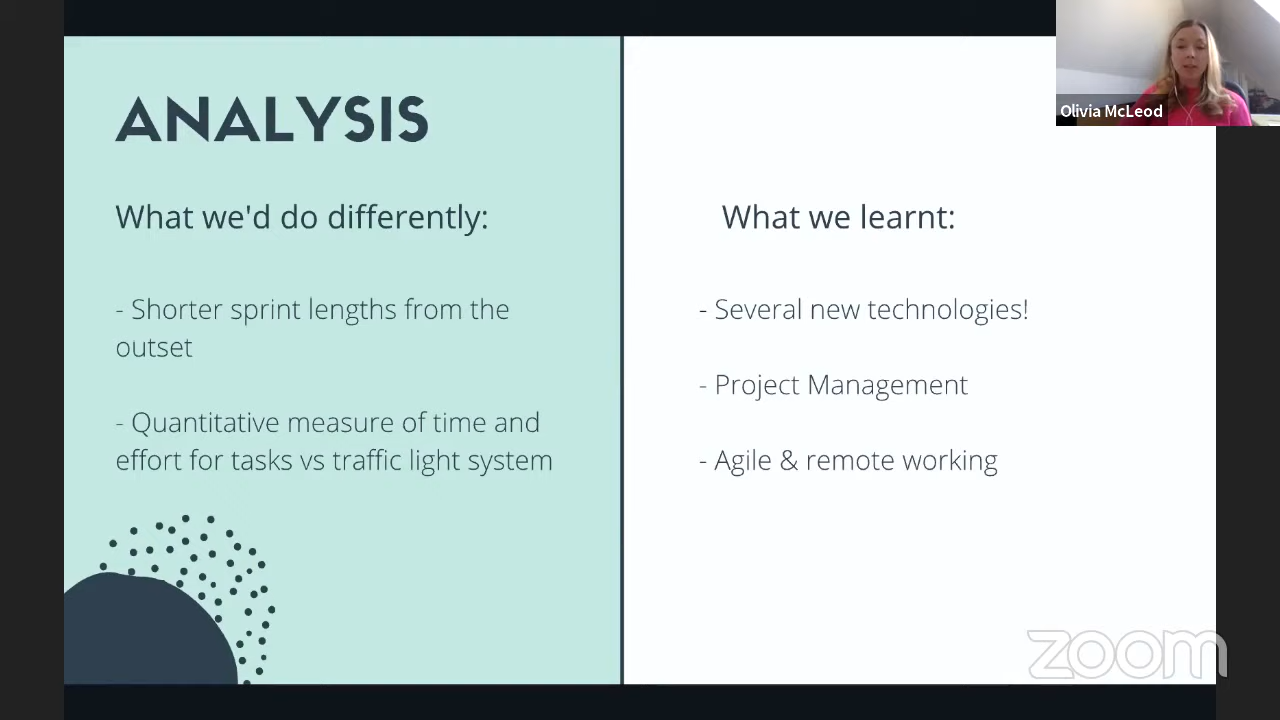 ANALYSIS
What we'd do differently:
- Shorter sprint lengths from the
outset
- Quantitative measure of time and
effort for tasks vs traffic light system
What we learnt:
- Several new technologies!
- Project Management
- Agile & remote working
Olivia McLeod
zoom